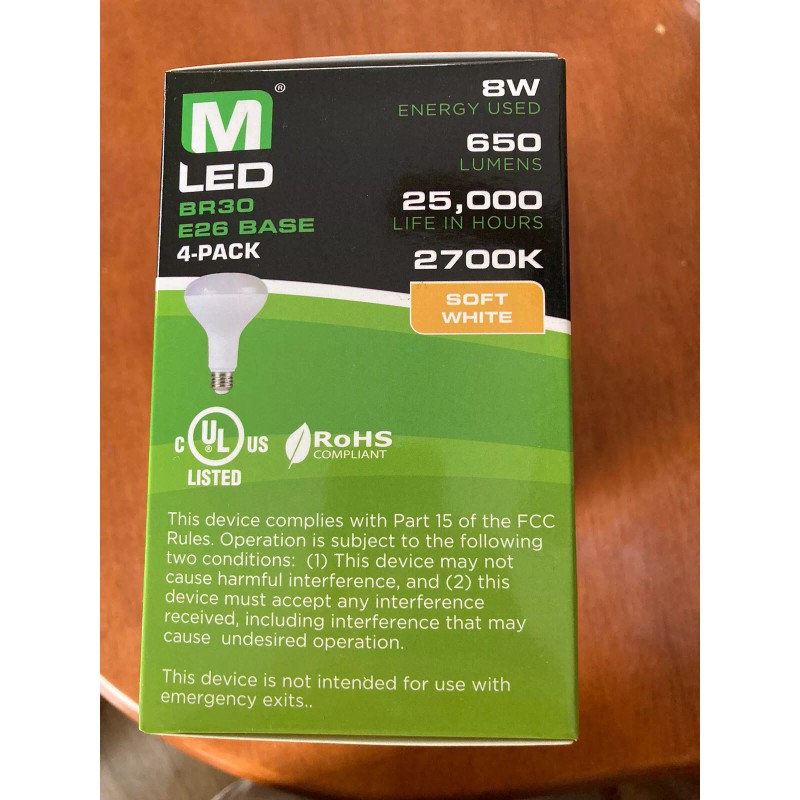 M®
LED
BR30
E26 BASE
4-PACK
8W
ENERGY USED
650
LUMENS
25,000
LIFE IN HOURS
2700K
SOFT
WHITE
C UL® US
LISTED
RoHS
COMPLIANT
This device complies with Part 15 of the FCC
Rules. Operation is subject to the following
two conditions: (1) This device may not
cause harmful interference, and (2) this
device must accept any interference
received, including interference that may
cause undesired operation.
This device is not intended for use with
emergency exits..